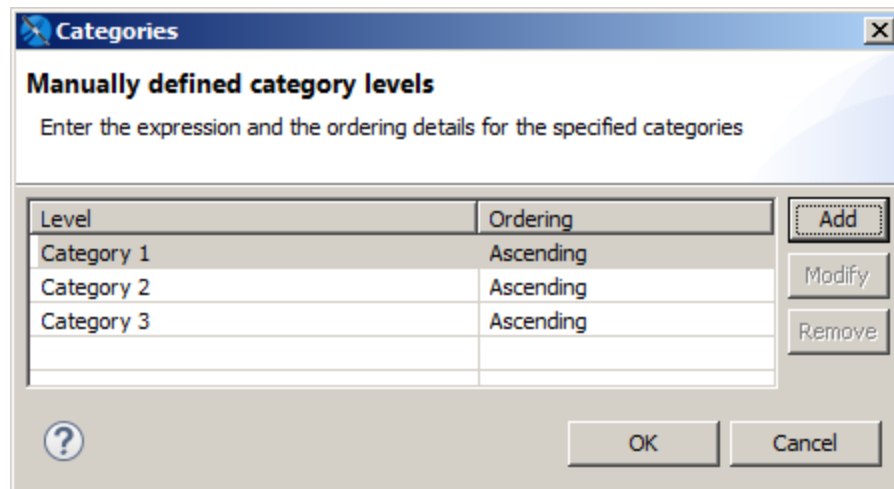 Categories
Manually defined category levels
Enter the expression and the ordering details for the specified categories
Level Ordering
Category 1 Ascending
Category 2 Ascending
Category 3 Ascending
Add
Modify
Remove
?
OK Cancel